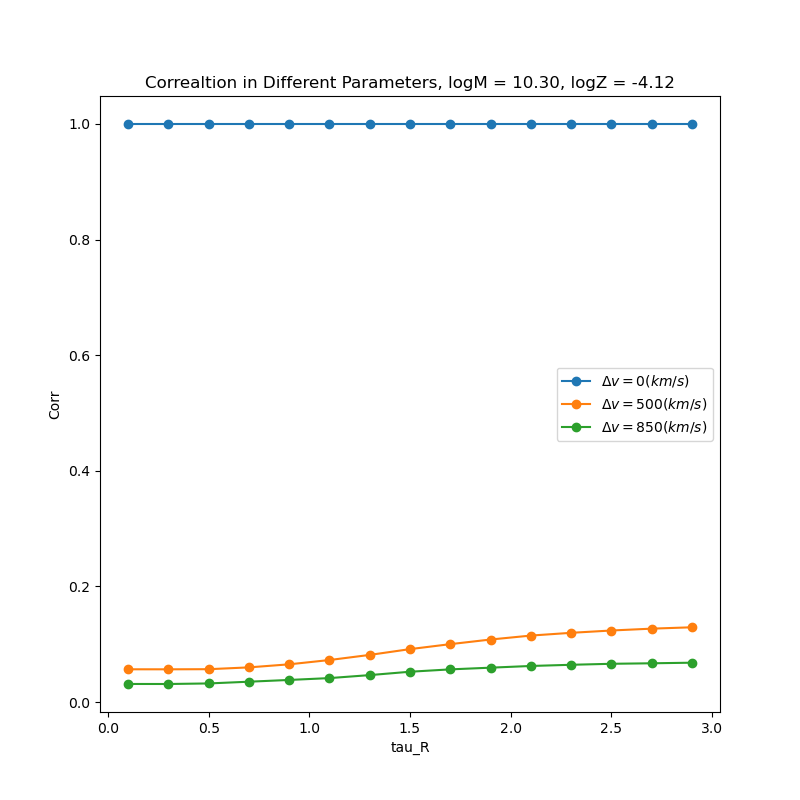 Correaltion in Different Parameters, logM = 10.30, logZ = -4.12
1.0
0.8
0.6
0.4
0.2
0.0
Corr
Δv = 0(km/s)
Δv = 500(km/s)
Δv = 850(km/s)
0.0 0.5 1.0 1.5 2.0 2.5 3.0
tau_R